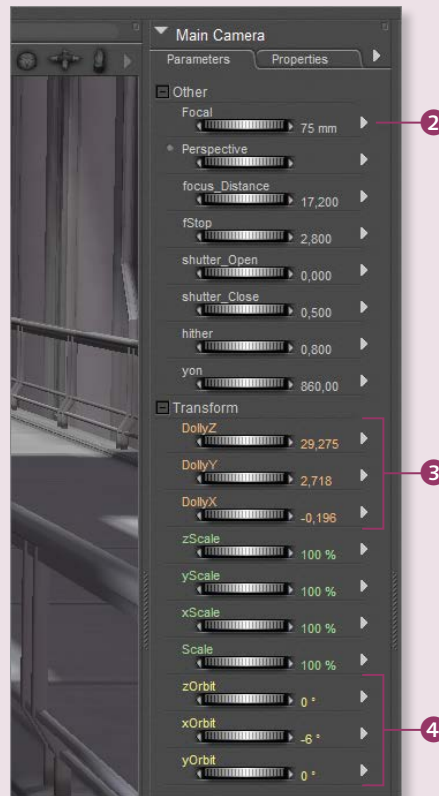 Main Camera
Parameters Properties
Other
Focal
75 mm
2
Perspective
focus_Distance
17,200
fStop
2,800
shutter_Open
0,000
shutter_Close
0,500
hither
0,800
yon
860,00
Transform
DollyZ
29,275
DollyY
2,718
3
DollyX
-0,196
zScale
100 %
yScale
100 %
xScale
100 %
Scale
100 %
zOrbit
0 °
xOrbit
-6 °
4
yOrbit
0 °